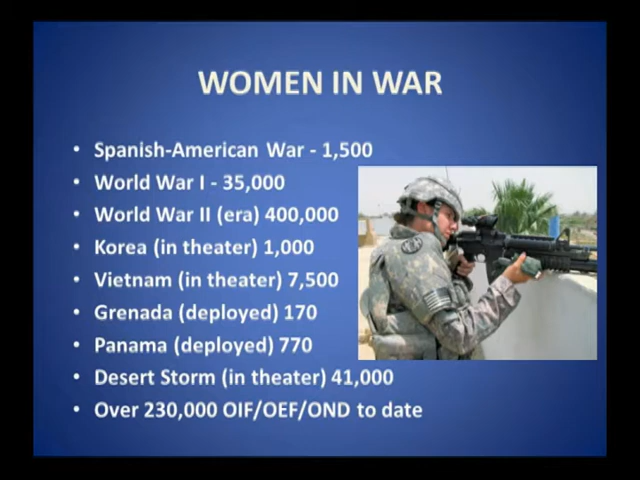 WOMEN IN WAR
• Spanish-American War - 1,500
• World War I - 35,000
• World War II (era) 400,000
• Korea (in theater) 1,000
• Vietnam (in theater) 7,500
• Grenada (deployed) 170
• Panama (deployed) 770
• Desert Storm (in theater) 41,000
• Over 230,000 OIF/OEF/OND to date